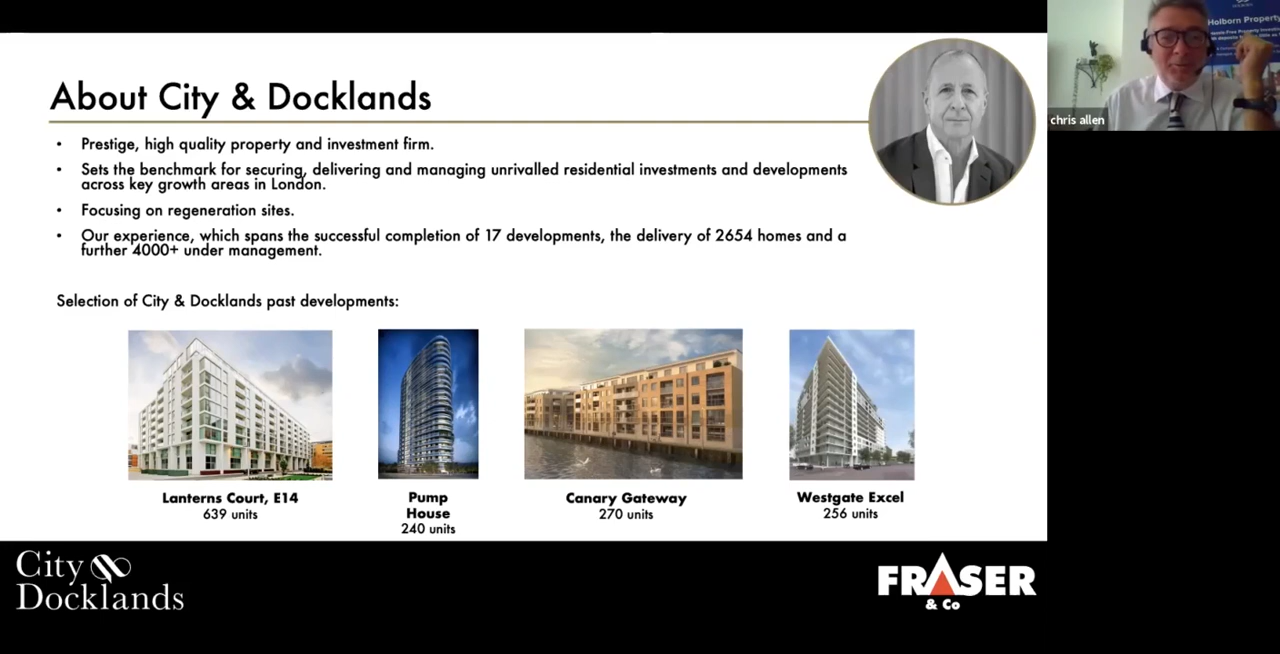 About City & Docklands
• Prestige, high quality property and investment firm.
• Sets the benchmark for securing, delivering and managing unrivalled residential investments and developments
across key growth areas in London.
• Focusing on regeneration sites.
• Our experience, which spans the successful completion of 17 developments, the delivery of 2654 homes and a
further 4000+ under management.
Selection of City & Docklands past developments:
Lanterns Court, E14
639 units
Pump
House
240 units
Canary Gateway
270 units
Westgate Excel
256 units
City
Docklands
FRASER
& Co
Holborn Property
chris allen